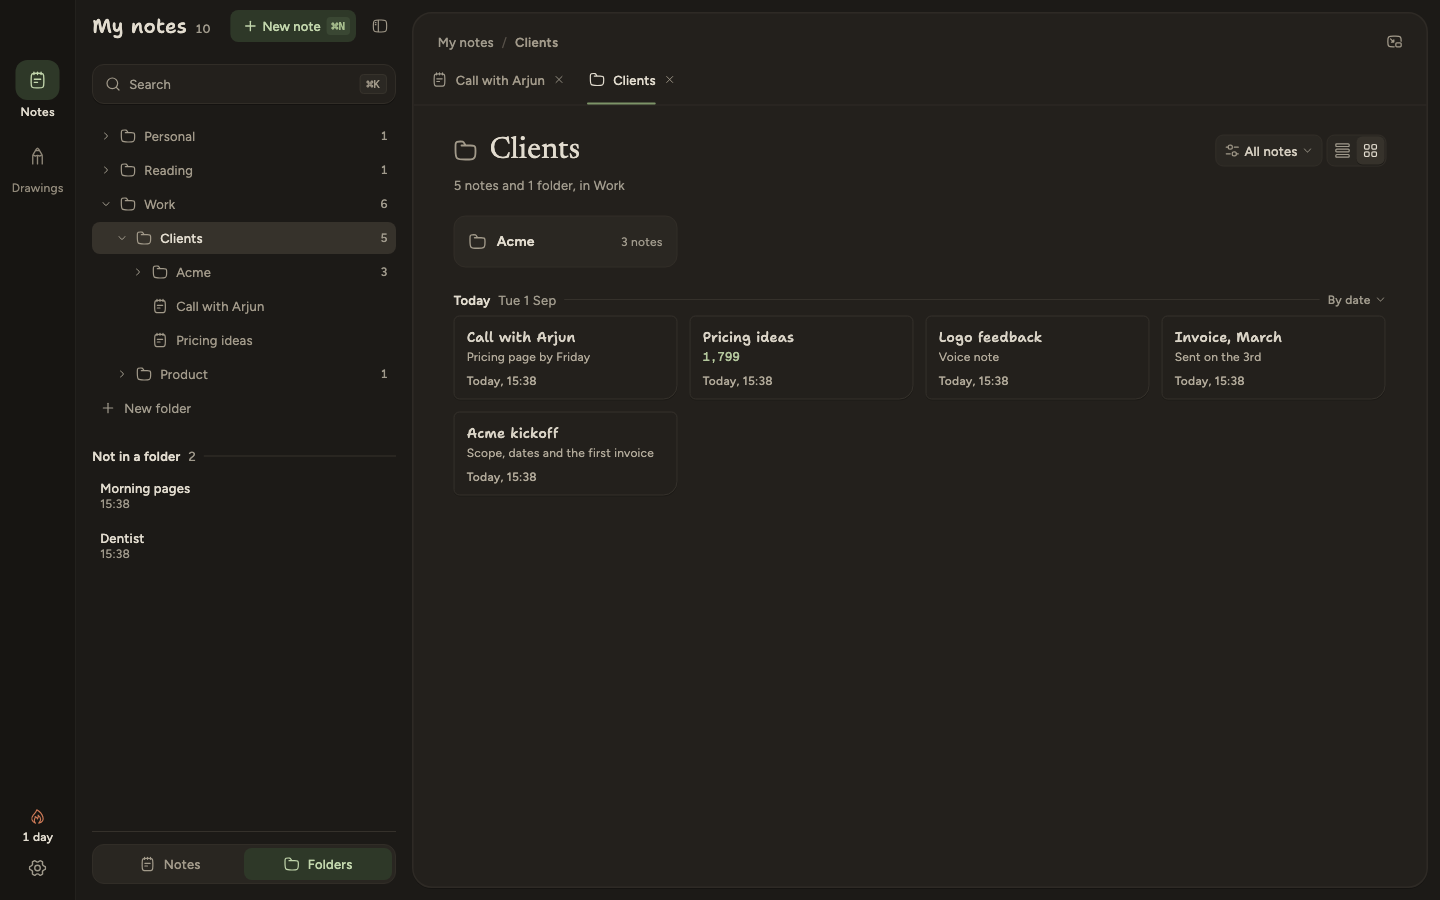 My notes 10
+ New note ⌘N
Notes
Drawings
Search ⌘K
Personal 1
Reading 1
Work 6
Clients 5
Acme 3
Call with Arjun
Pricing ideas
Product 1
New folder
Not in a folder 2
Morning pages
15:38
Dentist
15:38
1 day
Notes
Folders
My notes / Clients
Call with Arjun
Clients
Clients
All notes
5 notes and 1 folder, in Work
Acme 3 notes
Today Tue 1 Sep
By date
Call with Arjun
Pricing page by Friday
Today, 15:38
Pricing ideas
1,799
Today, 15:38
Logo feedback
Voice note
Today, 15:38
Invoice, March
Sent on the 3rd
Today, 15:38
Acme kickoff
Scope, dates and the first invoice
Today, 15:38